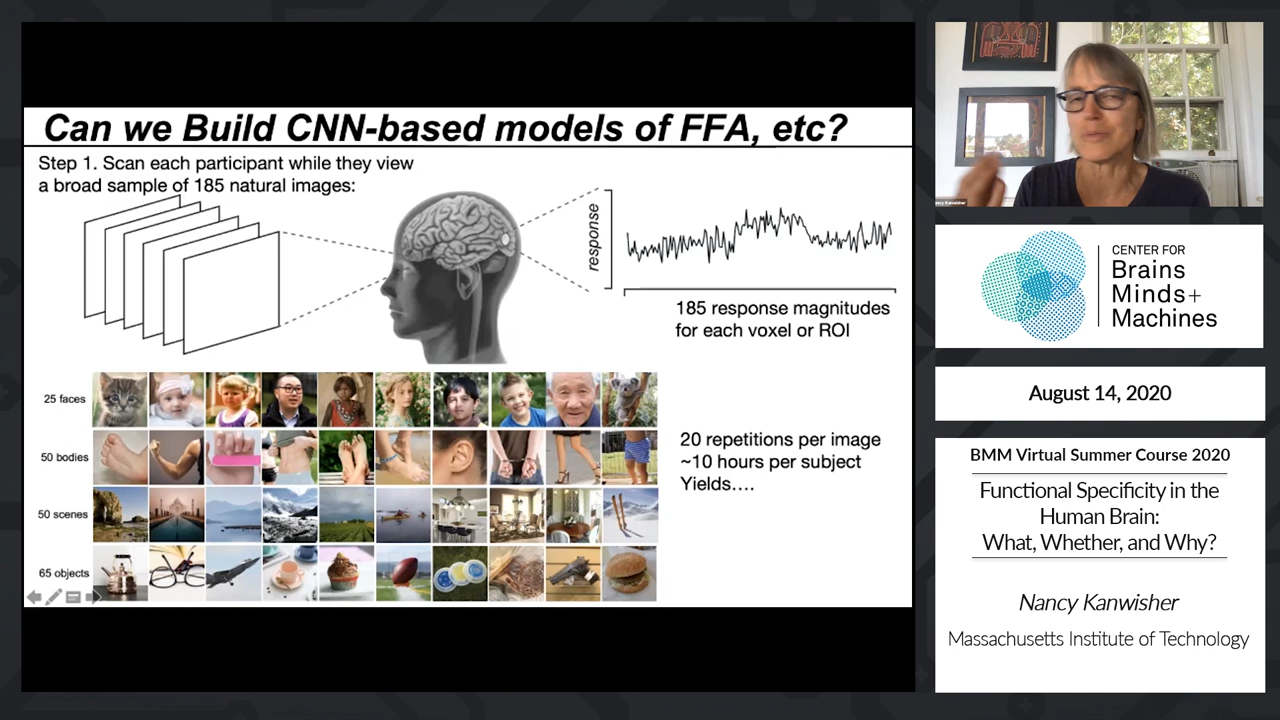 Can we Build CNN-based models of FFA, etc?
Step 1. Scan each participant while they view
a broad sample of 185 natural images:
response
185 response magnitudes
for each voxel or ROI
25 faces
50 bodies
50 scenes
65 objects
20 repetitions per image
~10 hours per subject
Yields….
Nancy Kanwisher
CENTER FOR
Brains
Minds+
Machines
August 14, 2020
BMM Virtual Summer Course 2020
Functional Specificity in the
Human Brain:
What, Whether, and Why?
Nancy Kanwisher
Massachusetts Institute of Technology